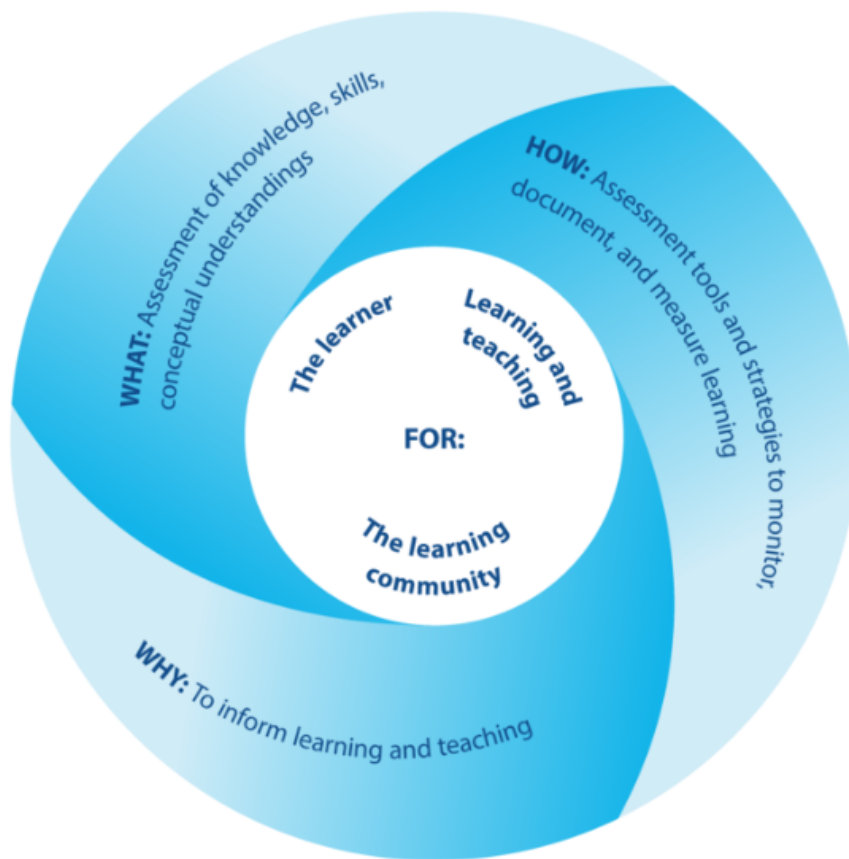 WHAT: Assessment of knowledge, skills,
conceptual understandings
HOW: Assessment tools and strategies to monitor,
document, and measure learning
The learner
Learning and
teaching
FOR:
The learning
community
WHY: To inform learning and teaching